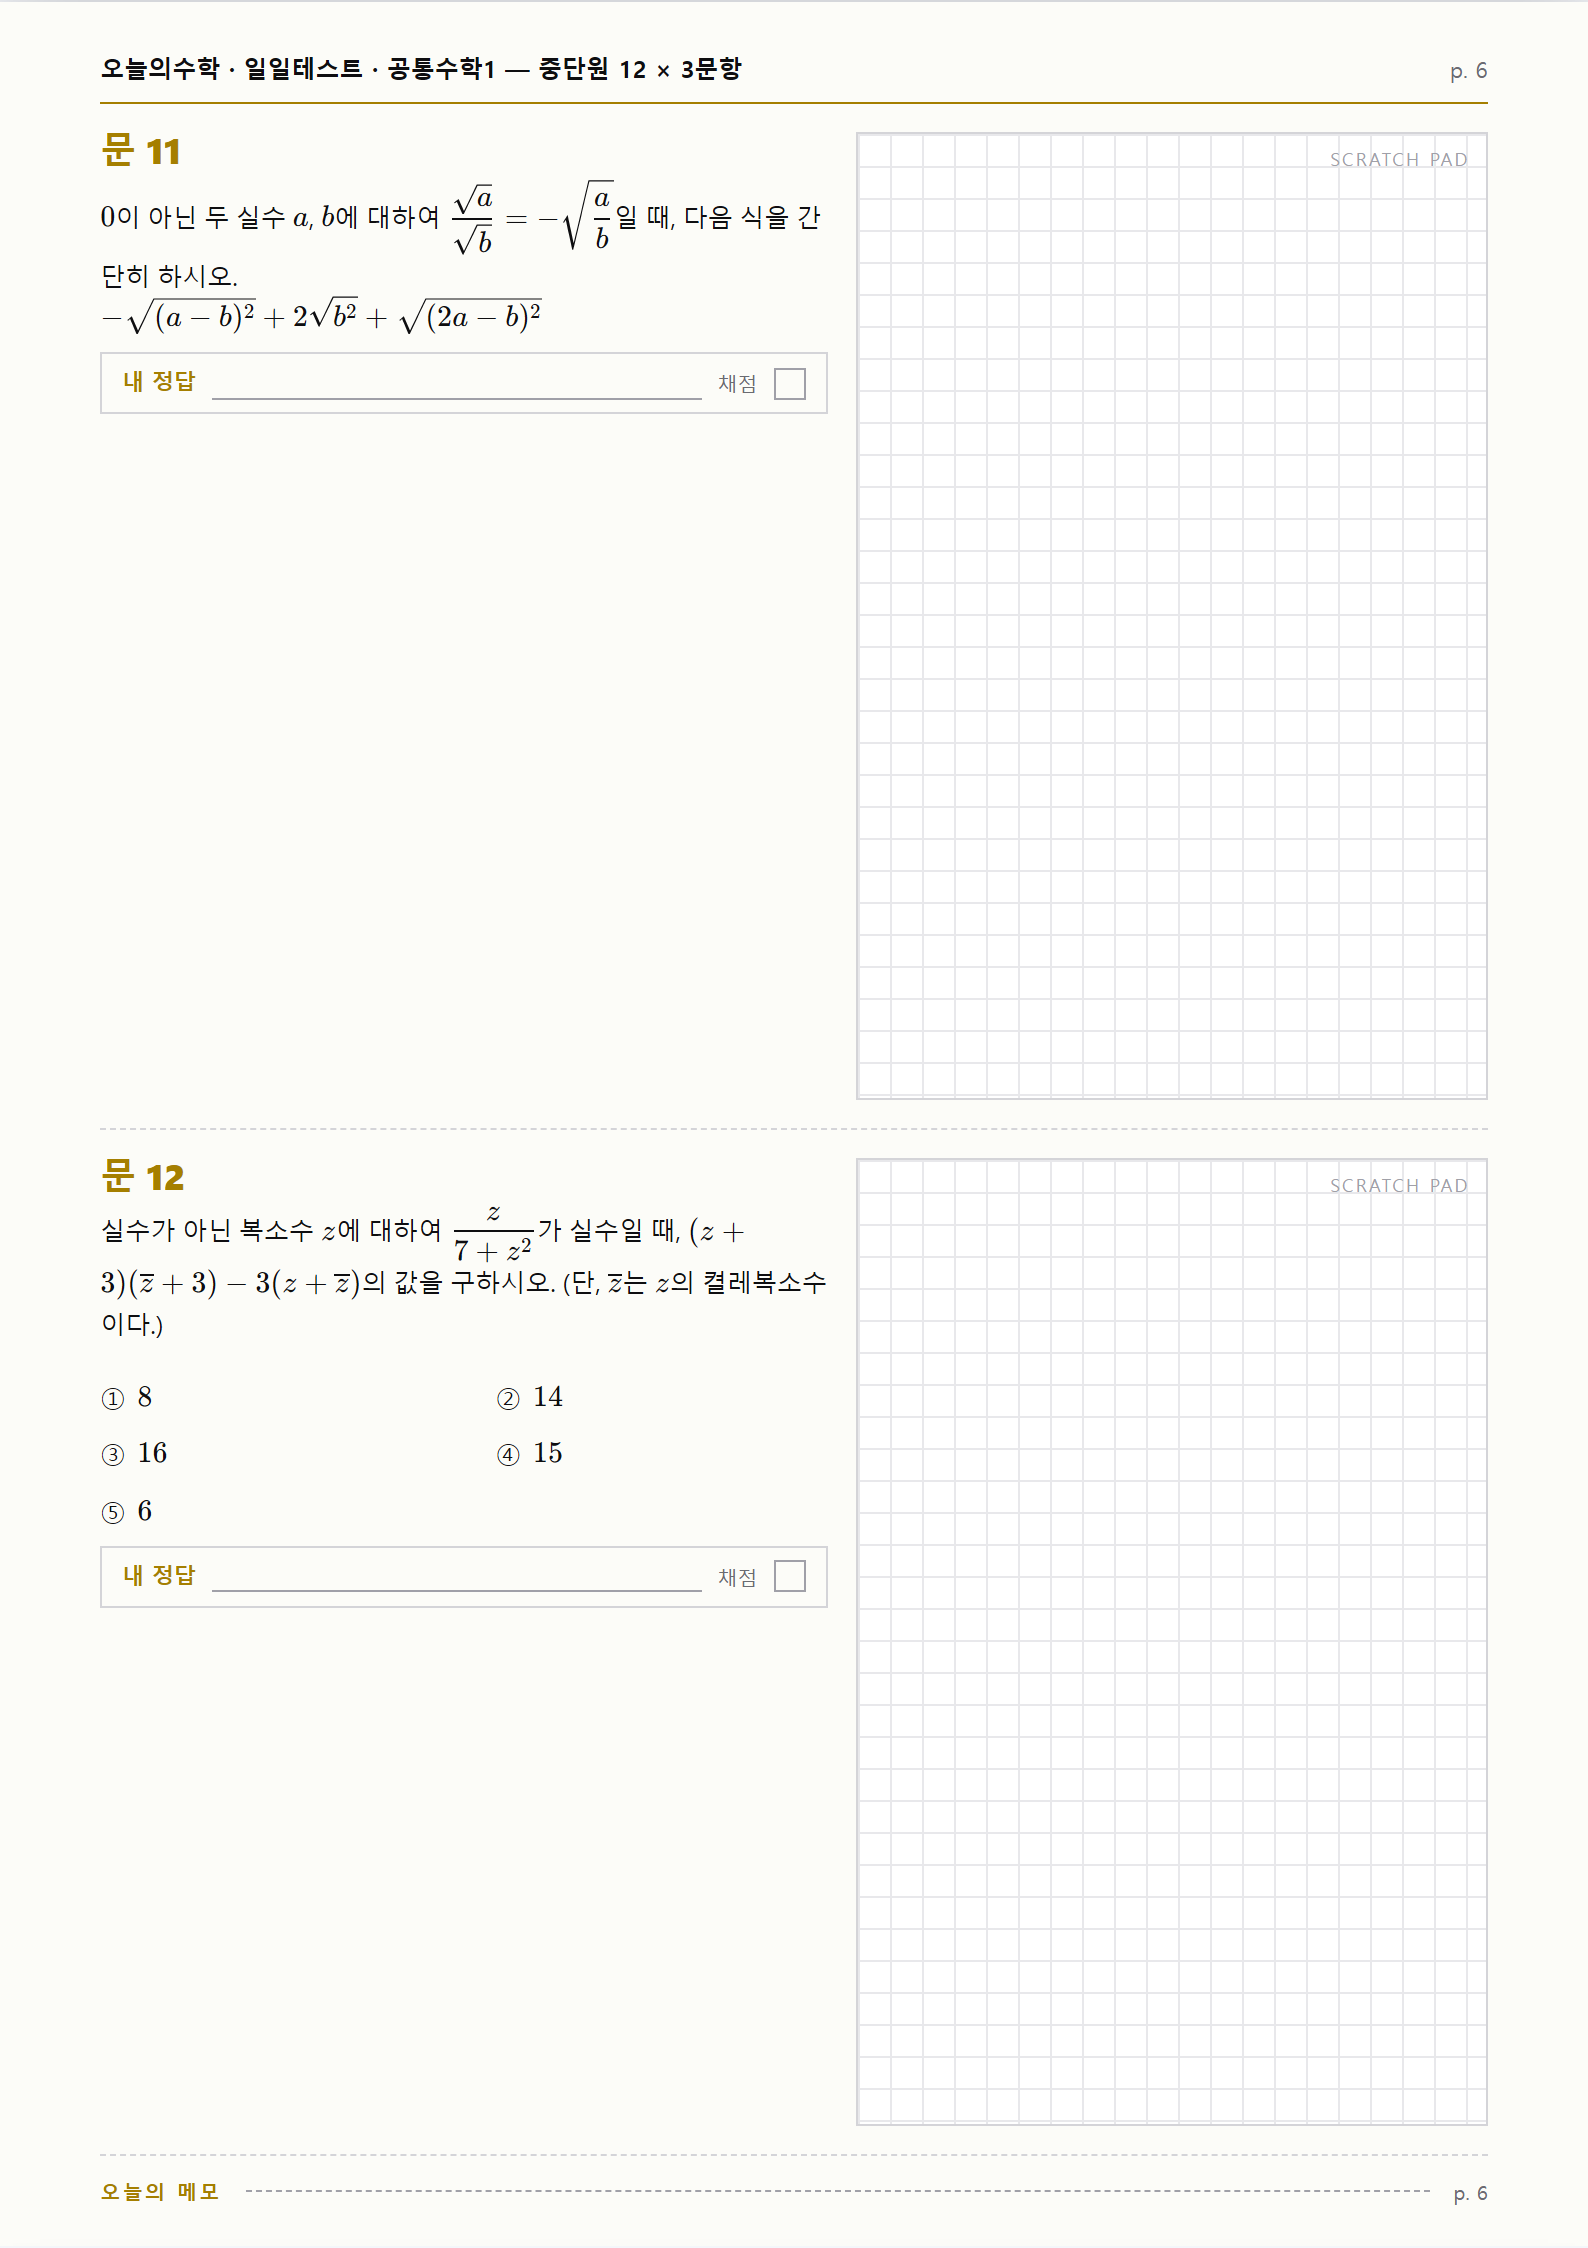 오늘의수학 · 일일테스트 · 공통수학1 — 중단원 12 × 3문항
p. 6
문 11
0이 아닌 두 실수 a, b에 대하여 √a/√b = −√(a/b)일 때, 다음 식을 간
단히 하시오.
−√((a − b)²) + 2√(b²) + √((2a − b)²)
내 정답
채점
SCRATCH PAD
문 12
실수가 아닌 복소수 z에 대하여 z/(7 + z²)가 실수일 때, (z +
3)(z̅ + 3) − 3(z + z̅)의 값을 구하시오. (단, z̅는 z의 켤레복소수
이다.)
① 8
② 14
③ 16
④ 15
⑤ 6
내 정답
채점
SCRATCH PAD
오늘의 메모
p. 6